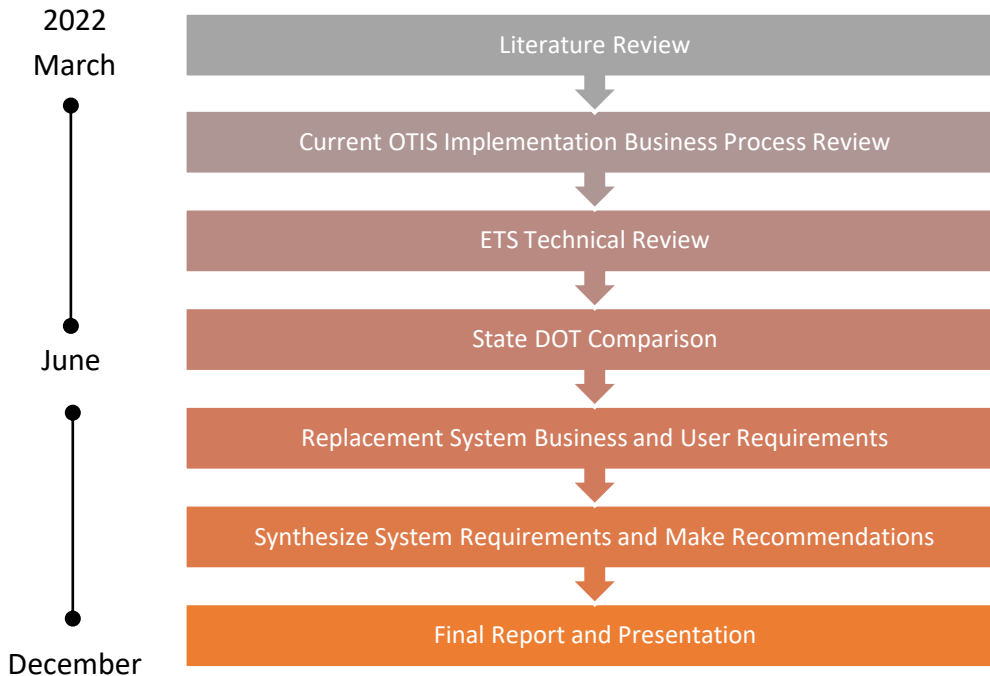 2022
March
Literature Review
Current OTIS Implementation Business Process Review
ETS Technical Review
State DOT Comparison
June
Replacement System Business and User Requirements
Synthesize System Requirements and Make Recommendations
Final Report and Presentation
December